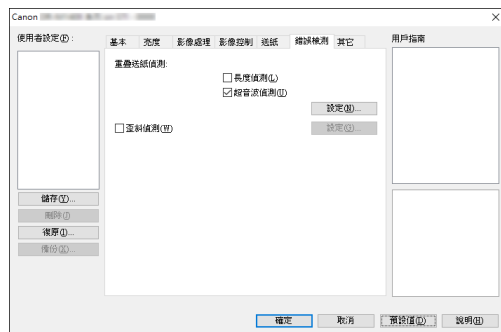 Canon
使用者設定(P):
基本 亮度 影像處理 影像控制 送紙 錯誤檢測 其它
用戶指南
重疊送紙偵測:
長度偵測(L)
超音波偵測(U)
設定(N)...
歪斜偵測(W)
設定(O)...
儲存(Y)...
刪除(J)
復原(I)...
備份(X)...
確定 取消 預設值(D) 說明(H)